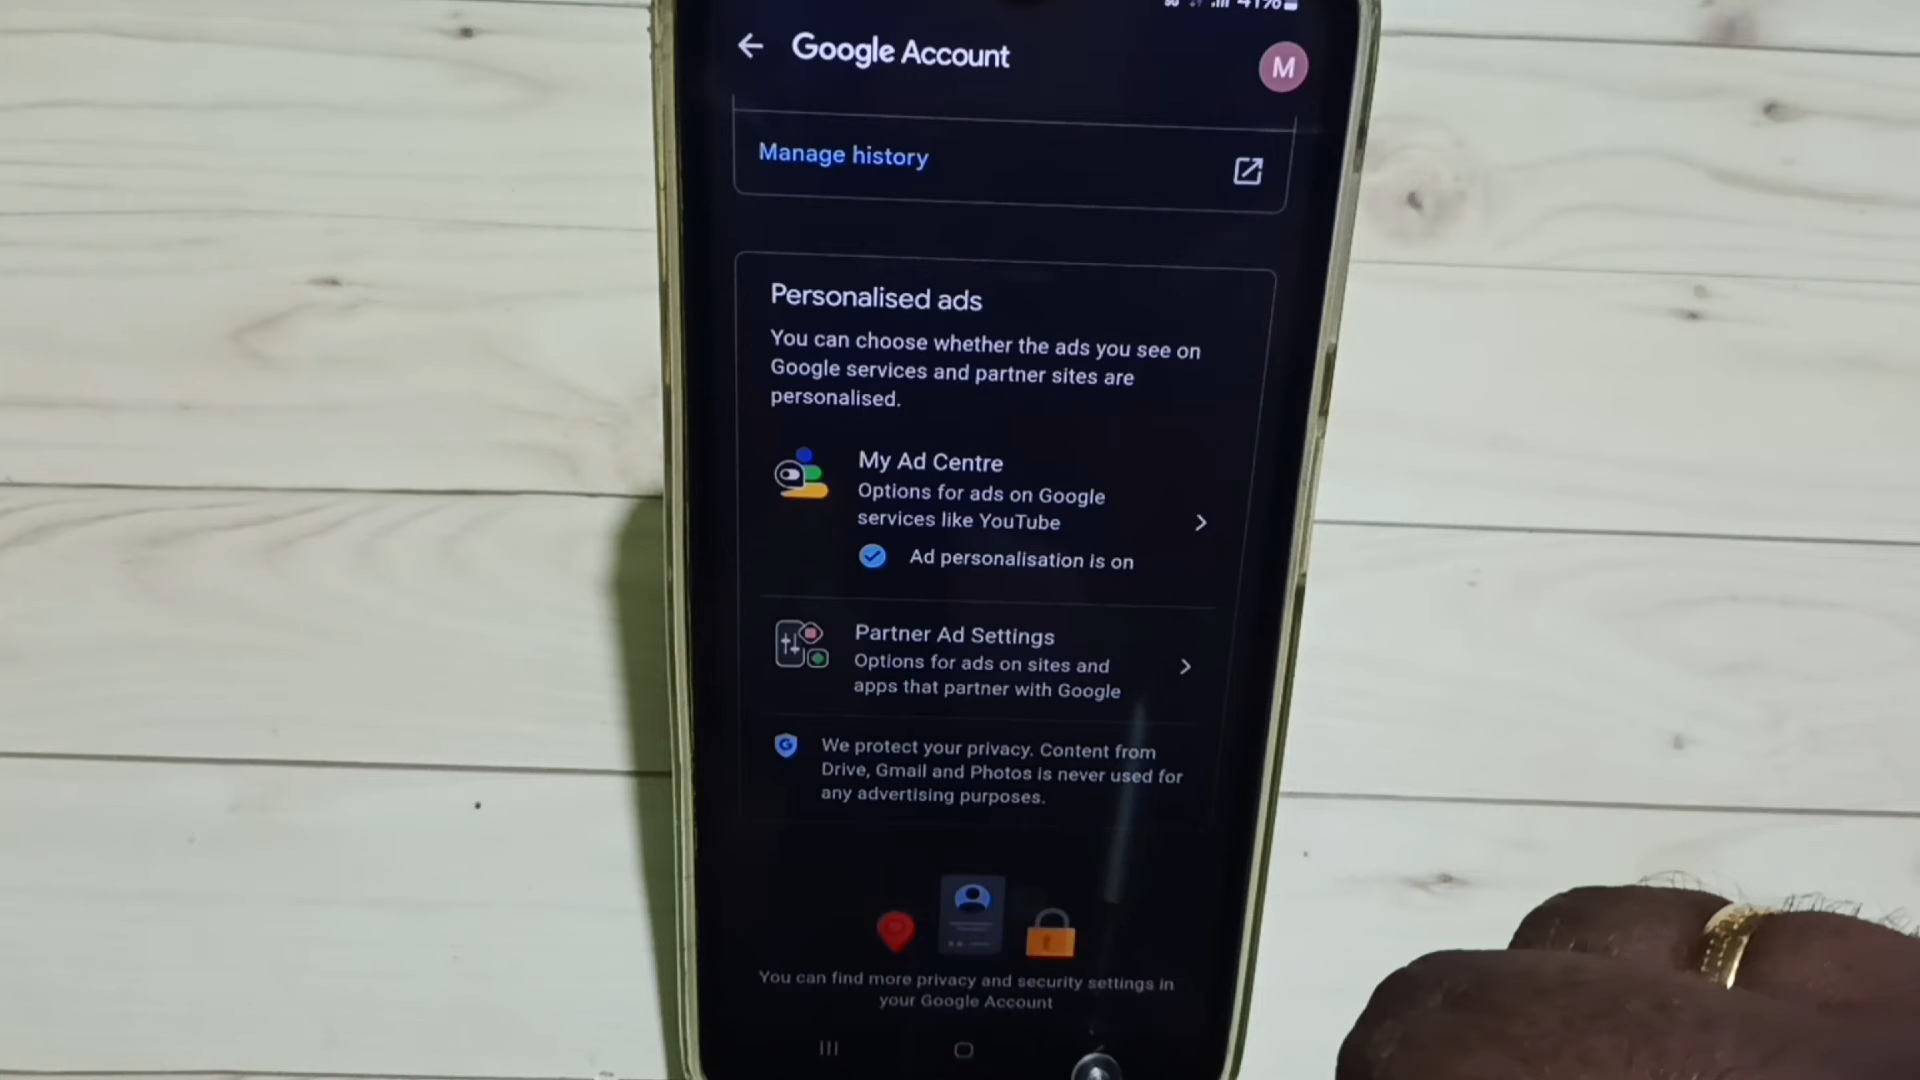 41%
Google Account
M
Manage history
Personalised ads
You can choose whether the ads you see on
Google services and partner sites are
personalised.
My Ad Centre
Options for ads on Google
services like YouTube
Ad personalisation is on
Partner Ad Settings
Options for ads on sites and
apps that partner with Google
We protect your privacy. Content from
Drive, Gmail and Photos is never used for
any advertising purposes.
You can find more privacy and security settings in
your Google Account